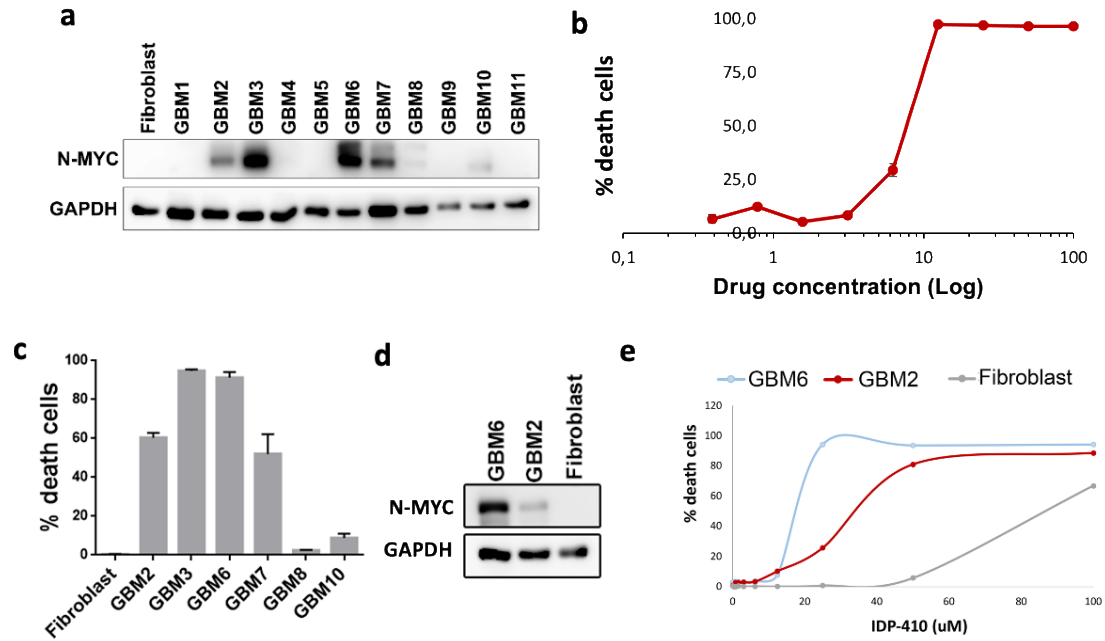 a
Fibroblast
GBM1
GBM2
GBM3
GBM4
GBM5
GBM6
GBM7
GBM8
GBM9
GBM10
GBM11
N-MYC
GAPDH
b
% death cells
100,0
75,0
50,0
25,0
0,0
0,1
1
10
100
Drug concentration (Log)
c
% death cells
100
80
60
40
20
0
Fibroblast
GBM2
GBM3
GBM6
GBM7
GBM8
GBM10
d
GBM6
GBM2
Fibroblast
N-MYC
GAPDH
e
GBM6
GBM2
Fibroblast
% death cells
120
100
80
60
40
20
0
0
20
40
60
80
100
IDP-410 (uM)